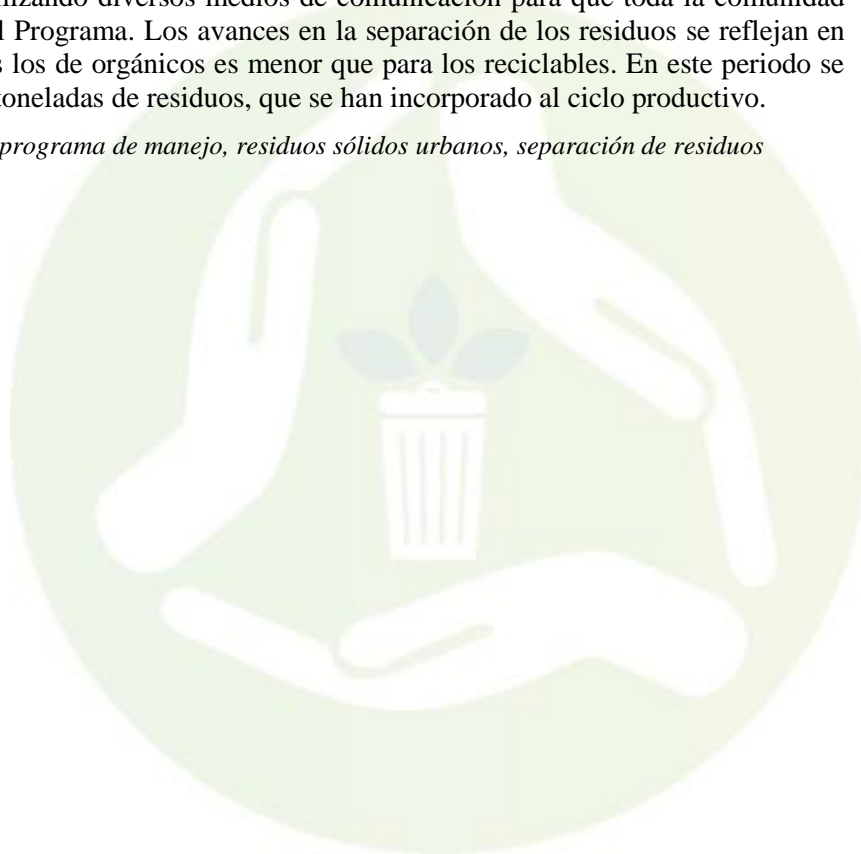 lizando diversos medios de comunicación para que toda la comunidad
l Programa. Los avances en la separación de los residuos se reflejan en
s los de orgánicos es menor que para los reciclables. En este periodo se
toneladas de residuos, que se han incorporado al ciclo productivo.
programa de manejo, residuos sólidos urbanos, separación de residuos